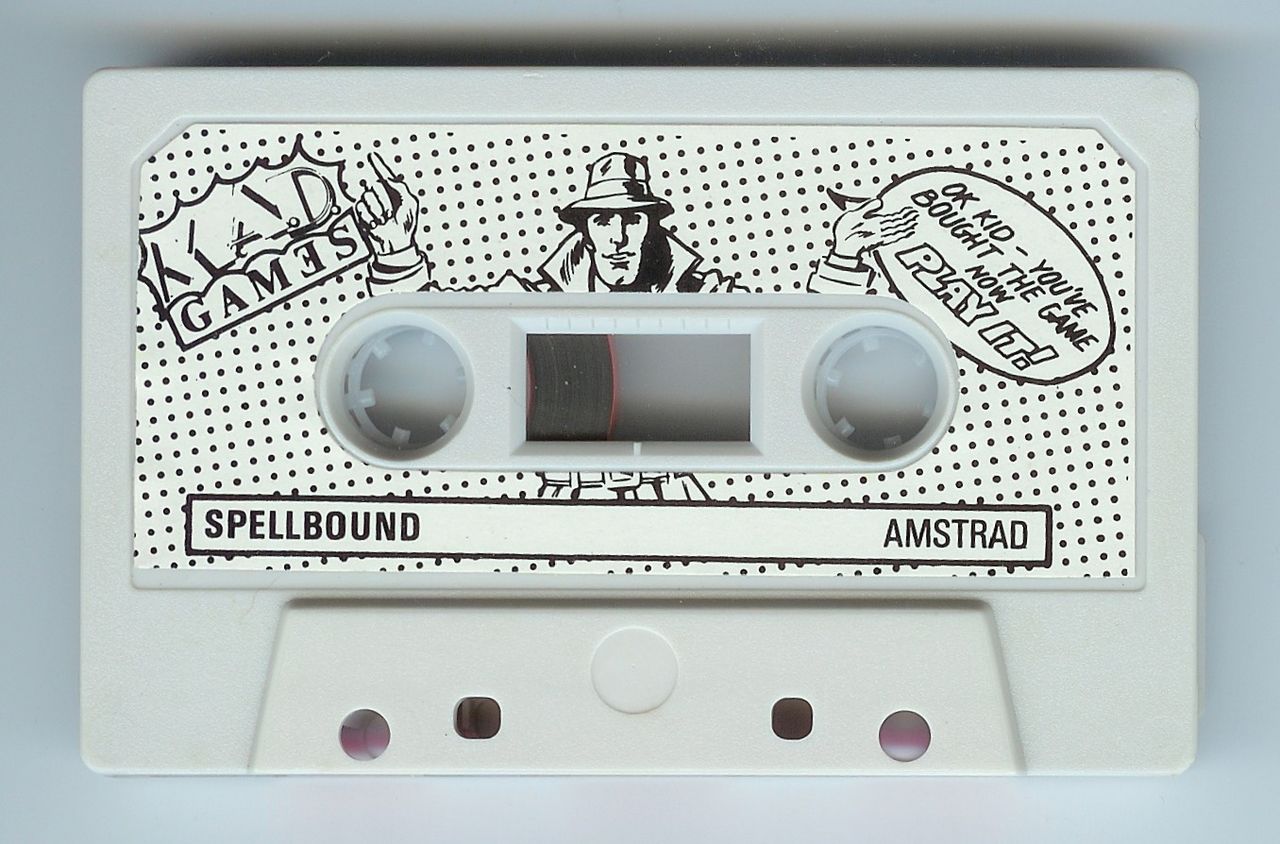 M.A.D.
GAMES
OK KID – YOU'VE
BOUGHT THE GAME
NOW
PLAY IT!
SPELLBOUND
AMSTRAD